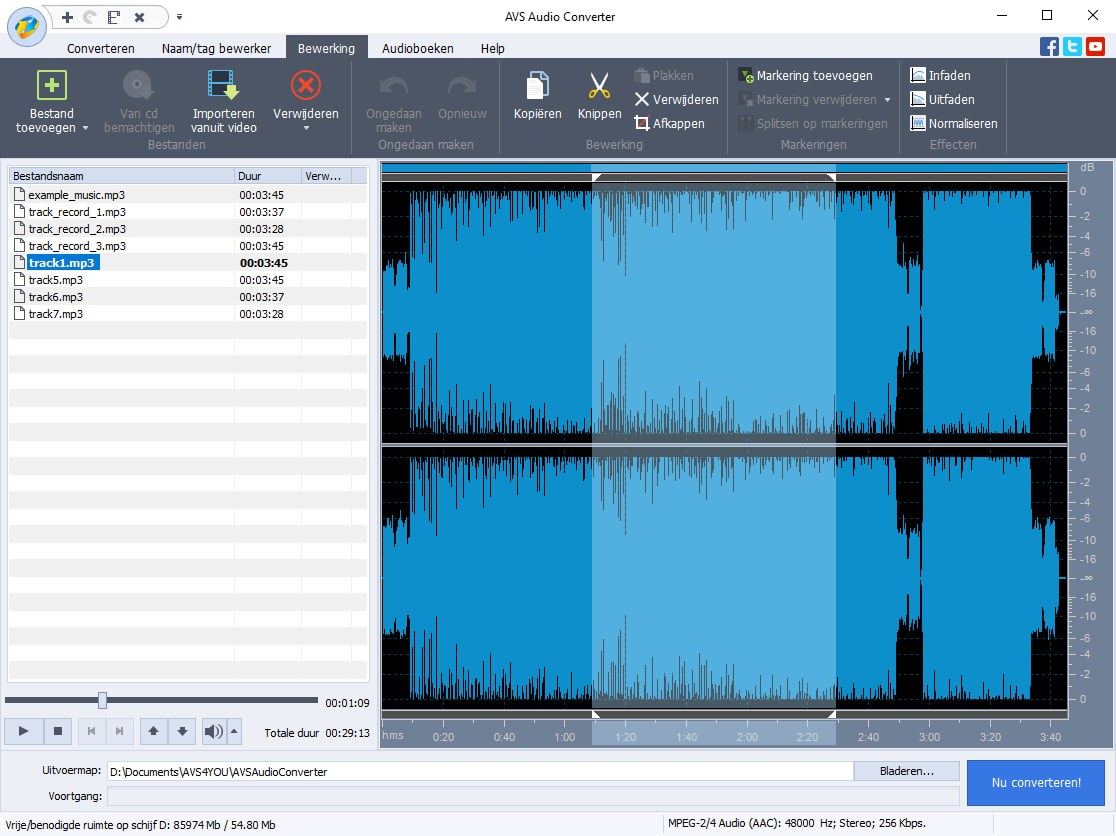 AVS Audio Converter
Converteren Naam/tag bewerker Bewerking Audioboeken Help
Bestand toevoegen
Van cd bemachtigen
Importeren vanuit video
Verwijderen
Bestanden
Ongedaan maken
Opnieuw
Ongedaan maken
Kopiëren
Knippen
Plakken
Verwijderen
Afkappen
Bewerking
Markering toevoegen
Markering verwijderen
Splitsen op markeringen
Markeringen
Infaden
Uitfaden
Normaliseren
Effecten
Bestandsnaam Duur Verw...
example_music.mp3 00:03:45
track_record_1.mp3 00:03:37
track_record_2.mp3 00:03:28
track_record_3.mp3 00:03:45
track1.mp3 00:03:45
track5.mp3 00:03:45
track6.mp3 00:03:37
track7.mp3 00:03:28
dB
0
-2
-4
-6
-10
-16
-∞
-16
-10
-6
-4
-2
0
0
-2
-4
-6
-10
-16
-∞
-16
-10
-6
-4
-2
0
hms 0:20 0:40 1:00 1:20 1:40 2:00 2:20 2:40 3:00 3:20 3:40
00:01:09
Totale duur 00:29:13
Uitvoermap: D:\Documents\AVS4YOU\AVSAudioConverter Bladeren...
Voortgang:
Nu converteren!
Vrije/benodigde ruimte op schijf D: 85974 Mb / 54.80 Mb
MPEG-2/4 Audio (AAC): 48000 Hz; Stereo; 256 Kbps.